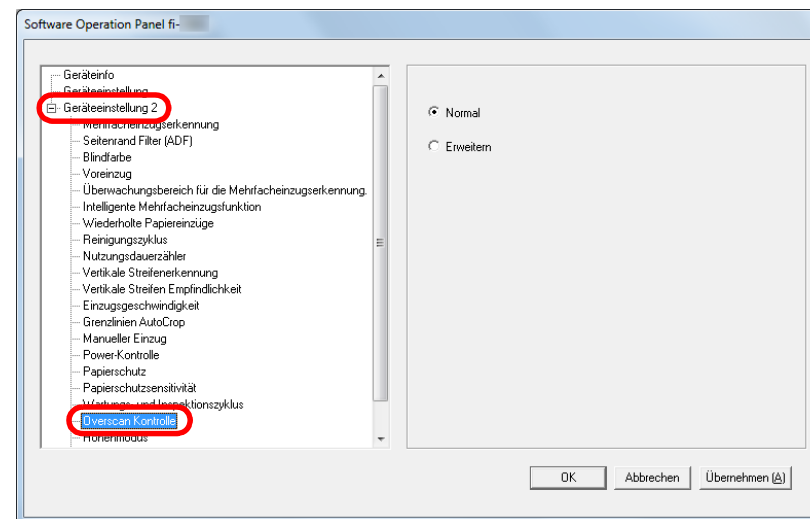 Software Operation Panel fi-
Geräteinfo
Geräteeinstellung
Geräteeinstellung 2
Mehrfacheinzugserkennung
Seitenrand Filter (ADF)
Blindfarbe
Voreinzug
Überwachungsbereich für die Mehrfacheinzugserkennung.
Intelligente Mehrfacheinzugsfunktion
Wiederholte Papiereinzüge
Reinigungszyklus
Nutzungsdauerzähler
Vertikale Streifenerkennung
Vertikale Streifen Empfindlichkeit
Einzugsgeschwindigkeit
Grenzlinien AutoCrop
Manueller Einzug
Power-Kontrolle
Papierschutz
Papierschutzsensitivität
Wartungs- und Inspektionszyklus
Overscan Kontrolle
Höhenmodus
Normal
Erweitern
OK
Abbrechen
Übernehmen (A)